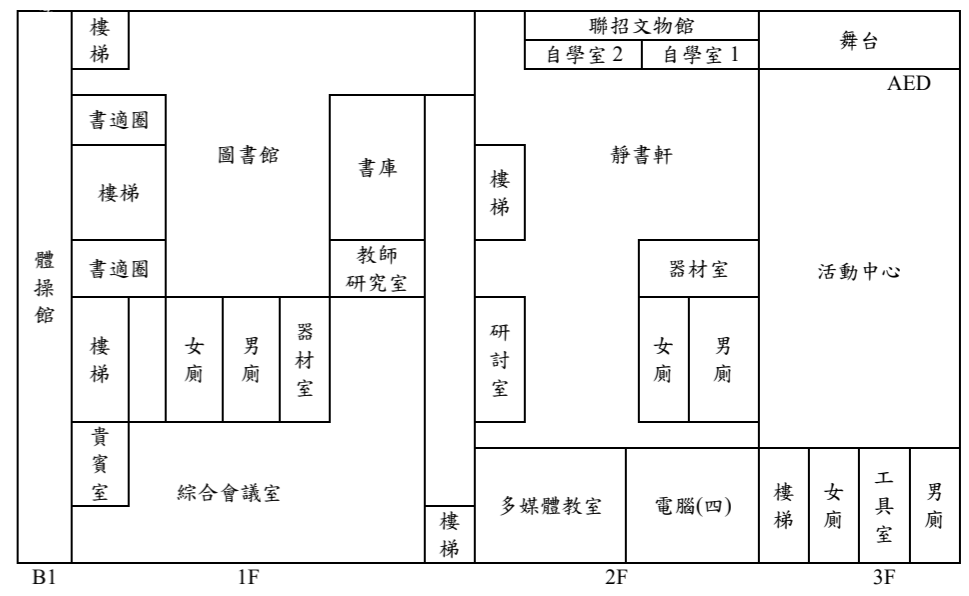 樓梯
聯招文物館
舞台
自學室 2
自學室 1
AED
書適圈
圖書館
書庫
靜書軒
樓梯
樓梯
體操館
書適圈
教師
研究室
器材室
活動中心
樓梯
女廁
男廁
器材室
研討室
女廁
男廁
貴賓室
綜合會議室
多媒體教室
電腦(四)
樓梯
女廁
工具室
男廁
樓梯
B1
1F
2F
3F